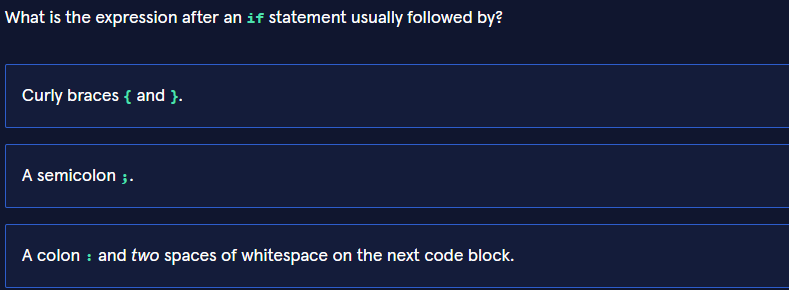 What is the expression after an if statement usually followed by?
Curly braces { and }.
A semicolon ;.
A colon : and two spaces of whitespace on the next code block.